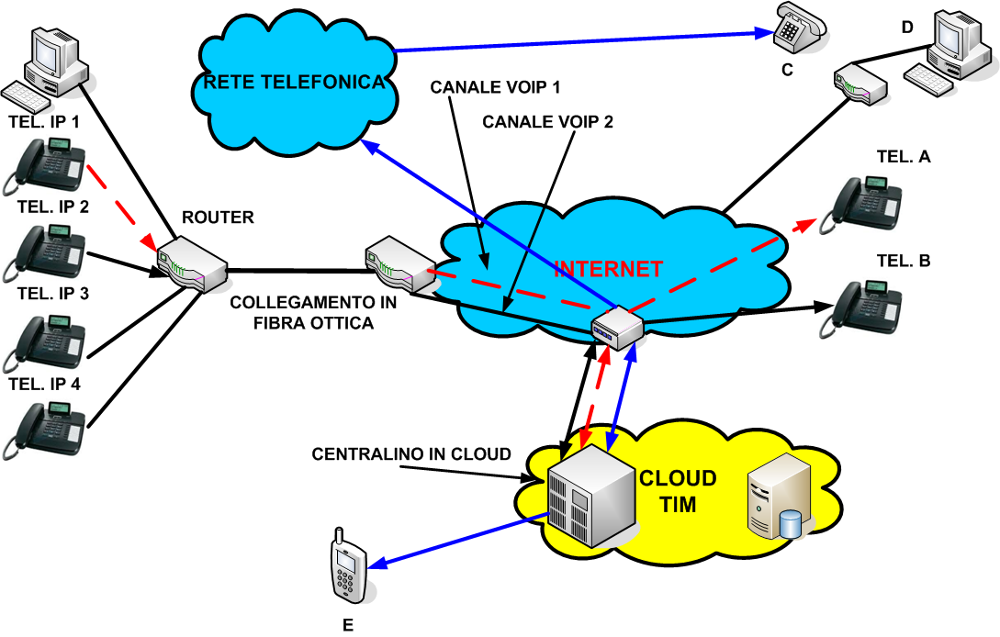 C
D
RETE TELEFONICA
CANALE VOIP 1
CANALE VOIP 2
TEL. IP 1
TEL. A
TEL. IP 2
ROUTER
TEL. B
INTERNET
TEL. IP 3
COLLEGAMENTO IN
FIBRA OTTICA
TEL. IP 4
CENTRALINO IN CLOUD
CLOUD
TIM
E